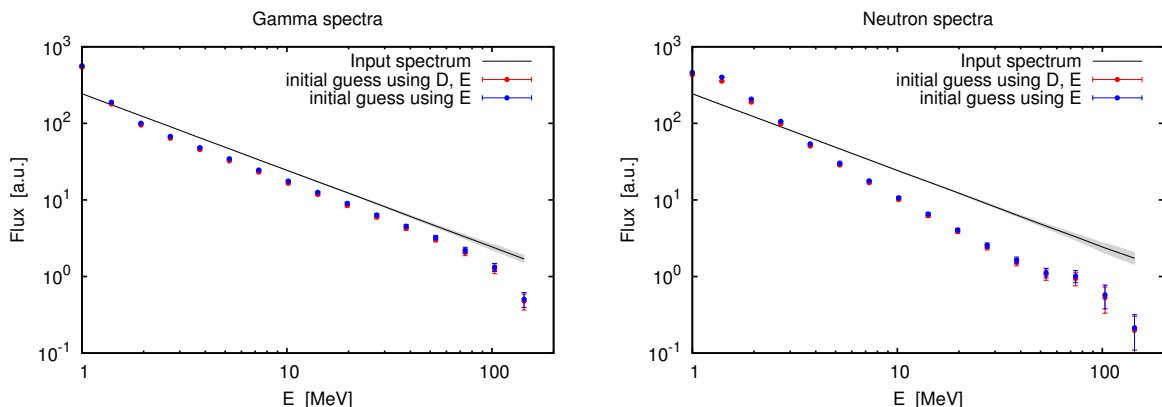 Gamma spectra
Flux [a.u.]
10^3
10^2
10^1
10^0
10^-1
Input spectrum
initial guess using D, E
initial guess using E
1
10
100
E [MeV]
Neutron spectra
Flux [a.u.]
10^3
10^2
10^1
10^0
10^-1
Input spectrum
initial guess using D, E
initial guess using E
1
10
100
E [MeV]